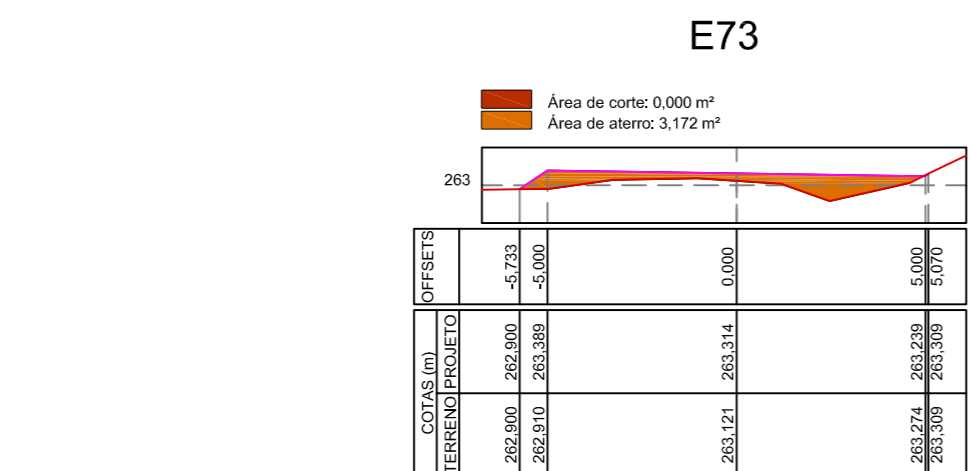 E73
Área de corte: 0,000 m²
Área de aterro: 3,172 m²
263
OFFSETS
-5,733
-5,000
0,000
5,000
5,070
COTAS (m)
PROJETO
262,900
263,389
263,314
263,239
263,309
TERRENO
262,900
262,910
263,121
263,274
263,309